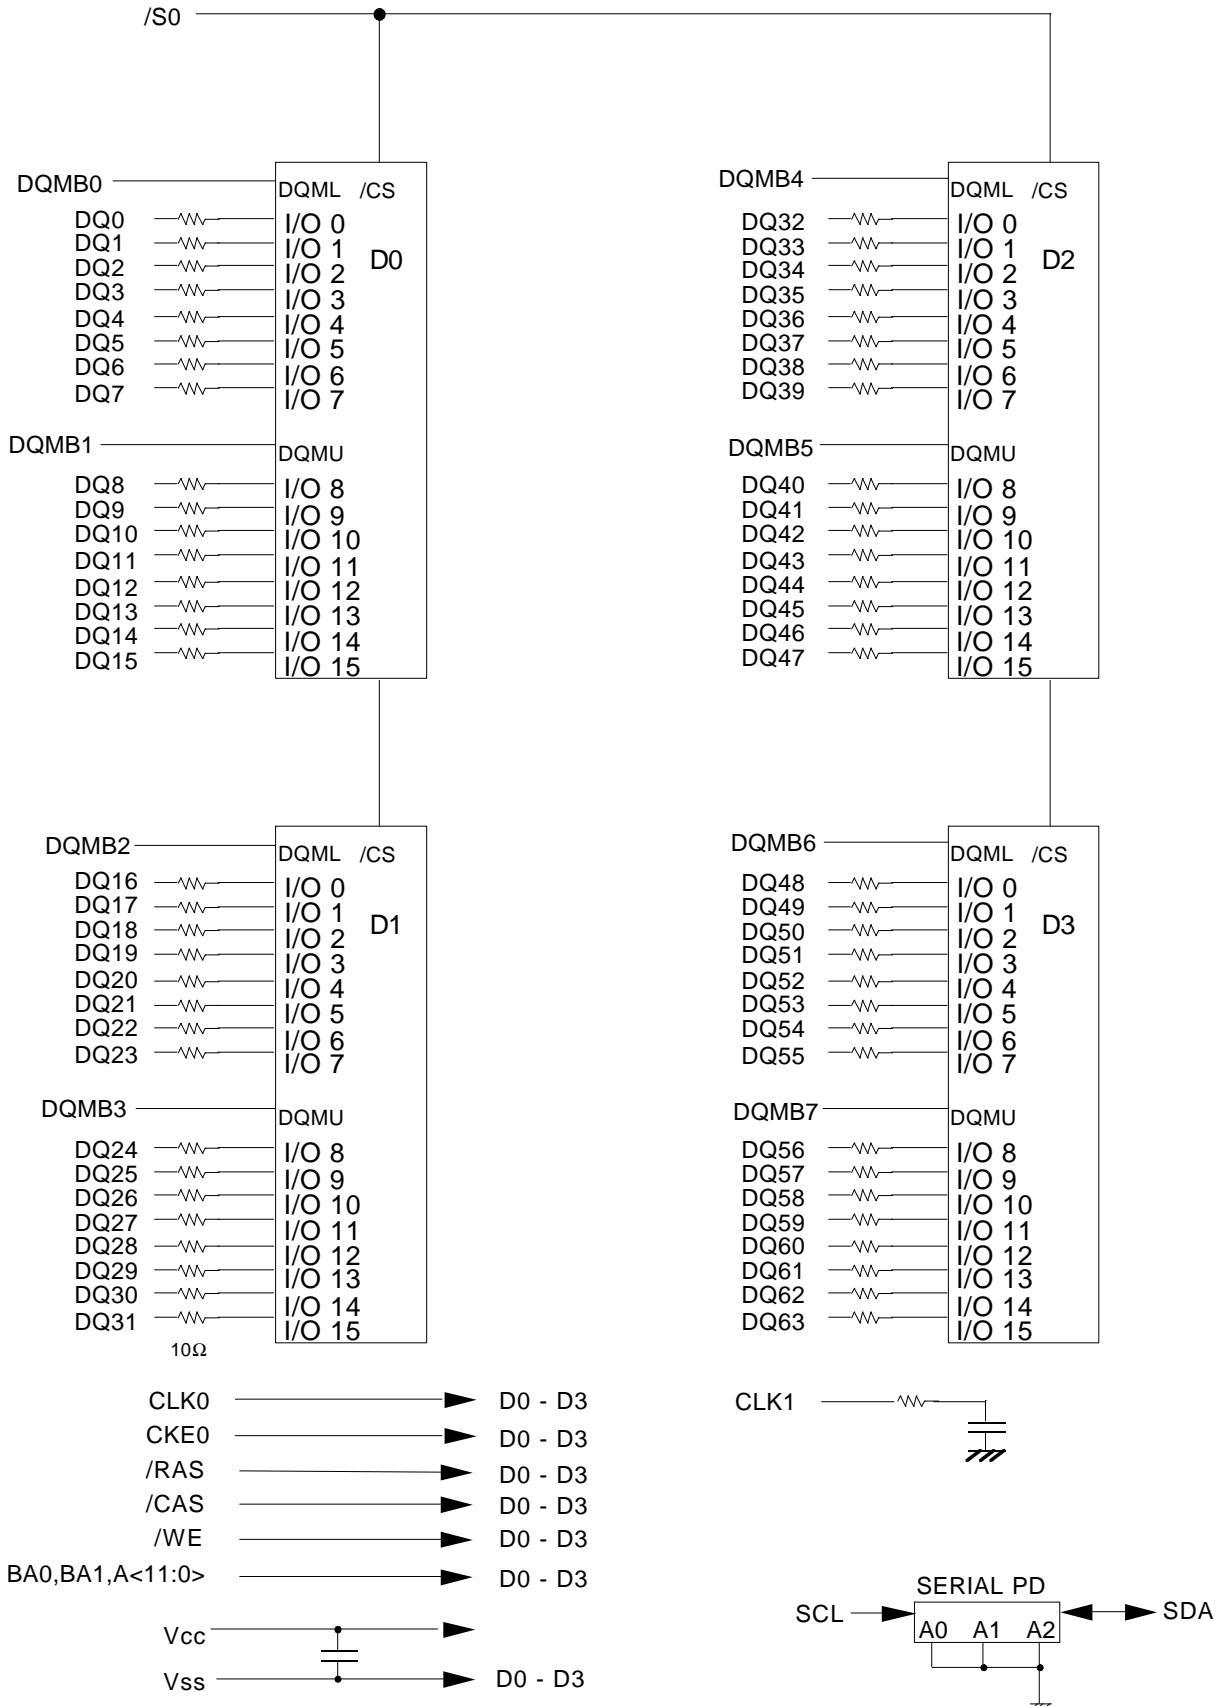 /S0
DQMB0
DQML /CS
DQ0 I/O 0
DQ1 I/O 1
D0
DQ2 I/O 2
DQ3 I/O 3
DQ4 I/O 4
DQ5 I/O 5
DQ6 I/O 6
DQ7 I/O 7
DQMB1
DQMU
DQ8 I/O 8
DQ9 I/O 9
DQ10 I/O 10
DQ11 I/O 11
DQ12 I/O 12
DQ13 I/O 13
DQ14 I/O 14
DQ15 I/O 15
DQMB4
DQML /CS
DQ32 I/O 0
DQ33 I/O 1
D2
DQ34 I/O 2
DQ35 I/O 3
DQ36 I/O 4
DQ37 I/O 5
DQ38 I/O 6
DQ39 I/O 7
DQMB5
DQMU
DQ40 I/O 8
DQ41 I/O 9
DQ42 I/O 10
DQ43 I/O 11
DQ44 I/O 12
DQ45 I/O 13
DQ46 I/O 14
DQ47 I/O 15
DQMB2
DQML /CS
DQ16 I/O 0
DQ17 I/O 1
D1
DQ18 I/O 2
DQ19 I/O 3
DQ20 I/O 4
DQ21 I/O 5
DQ22 I/O 6
DQ23 I/O 7
DQMB3
DQMU
DQ24 I/O 8
DQ25 I/O 9
DQ26 I/O 10
DQ27 I/O 11
DQ28 I/O 12
DQ29 I/O 13
DQ30 I/O 14
DQ31 I/O 15
10Ω
DQMB6
DQML /CS
DQ48 I/O 0
DQ49 I/O 1
D3
DQ50 I/O 2
DQ51 I/O 3
DQ52 I/O 4
DQ53 I/O 5
DQ54 I/O 6
DQ55 I/O 7
DQMB7
DQMU
DQ56 I/O 8
DQ57 I/O 9
DQ58 I/O 10
DQ59 I/O 11
DQ60 I/O 12
DQ61 I/O 13
DQ62 I/O 14
DQ63 I/O 15
CLK0 D0 - D3
CKE0 D0 - D3
/RAS D0 - D3
/CAS D0 - D3
/WE D0 - D3
BA0,BA1,A<11:0> D0 - D3
Vcc
Vss D0 - D3
CLK1
SERIAL PD
SCL SDA
A0 A1 A2